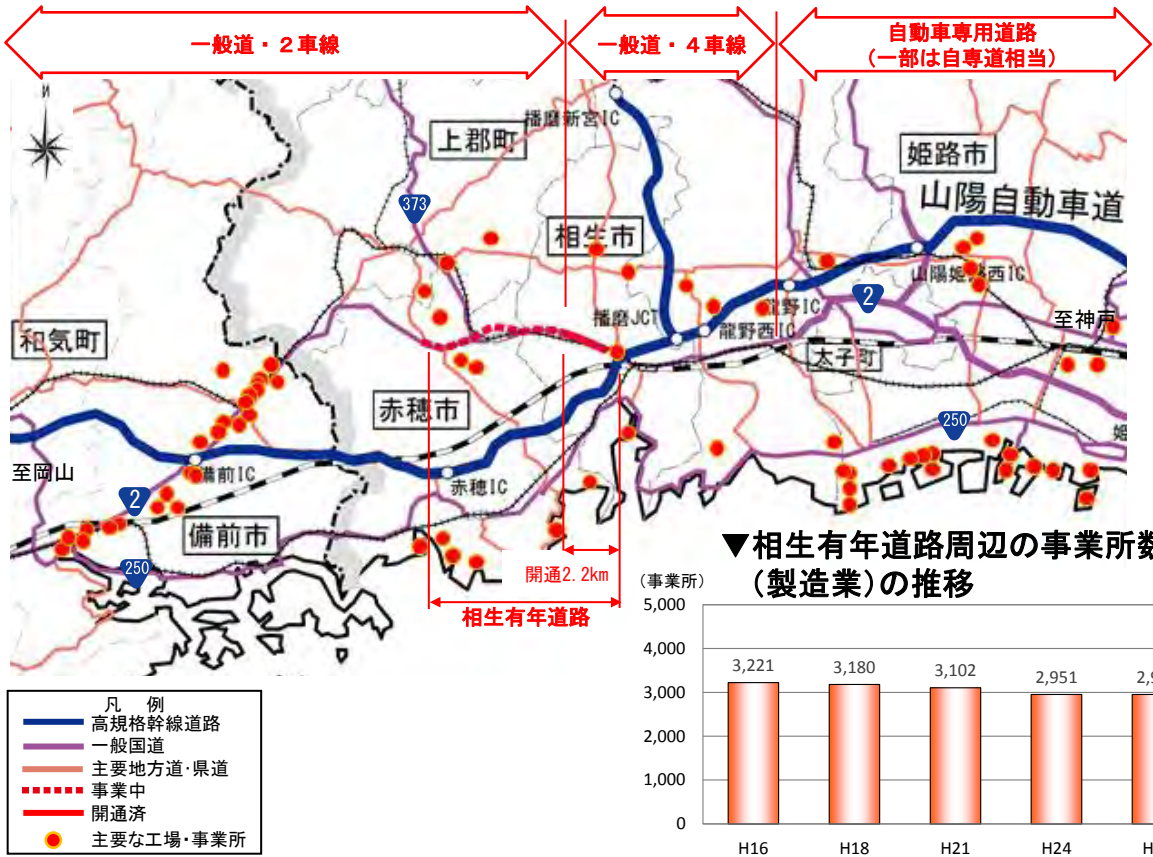 一般道・２車線
一般道・４車線
自動車専用道路
(一部は自専道相当)
N
播磨新宮IC
上郡町
姫路市
373
相生市
山陽自動車道
山陽姫路西IC
龍野IC
2
播磨JCT
龍野西IC
至神戸
和気町
太子町
赤穂市
250
姫
至岡山
備前IC
赤穂IC
2
備前市
250
開通2.2km
相生有年道路
▼相生有年道路周辺の事業所数
(製造業)の推移
(事業所)
5,000
4,000
3,000
2,000
1,000
0
3,221
3,180
3,102
2,951
H16
H18
H21
H24
凡 例
高規格幹線道路
一般国道
主要地方道・県道
事業中
開通済
主要な工場・事業所